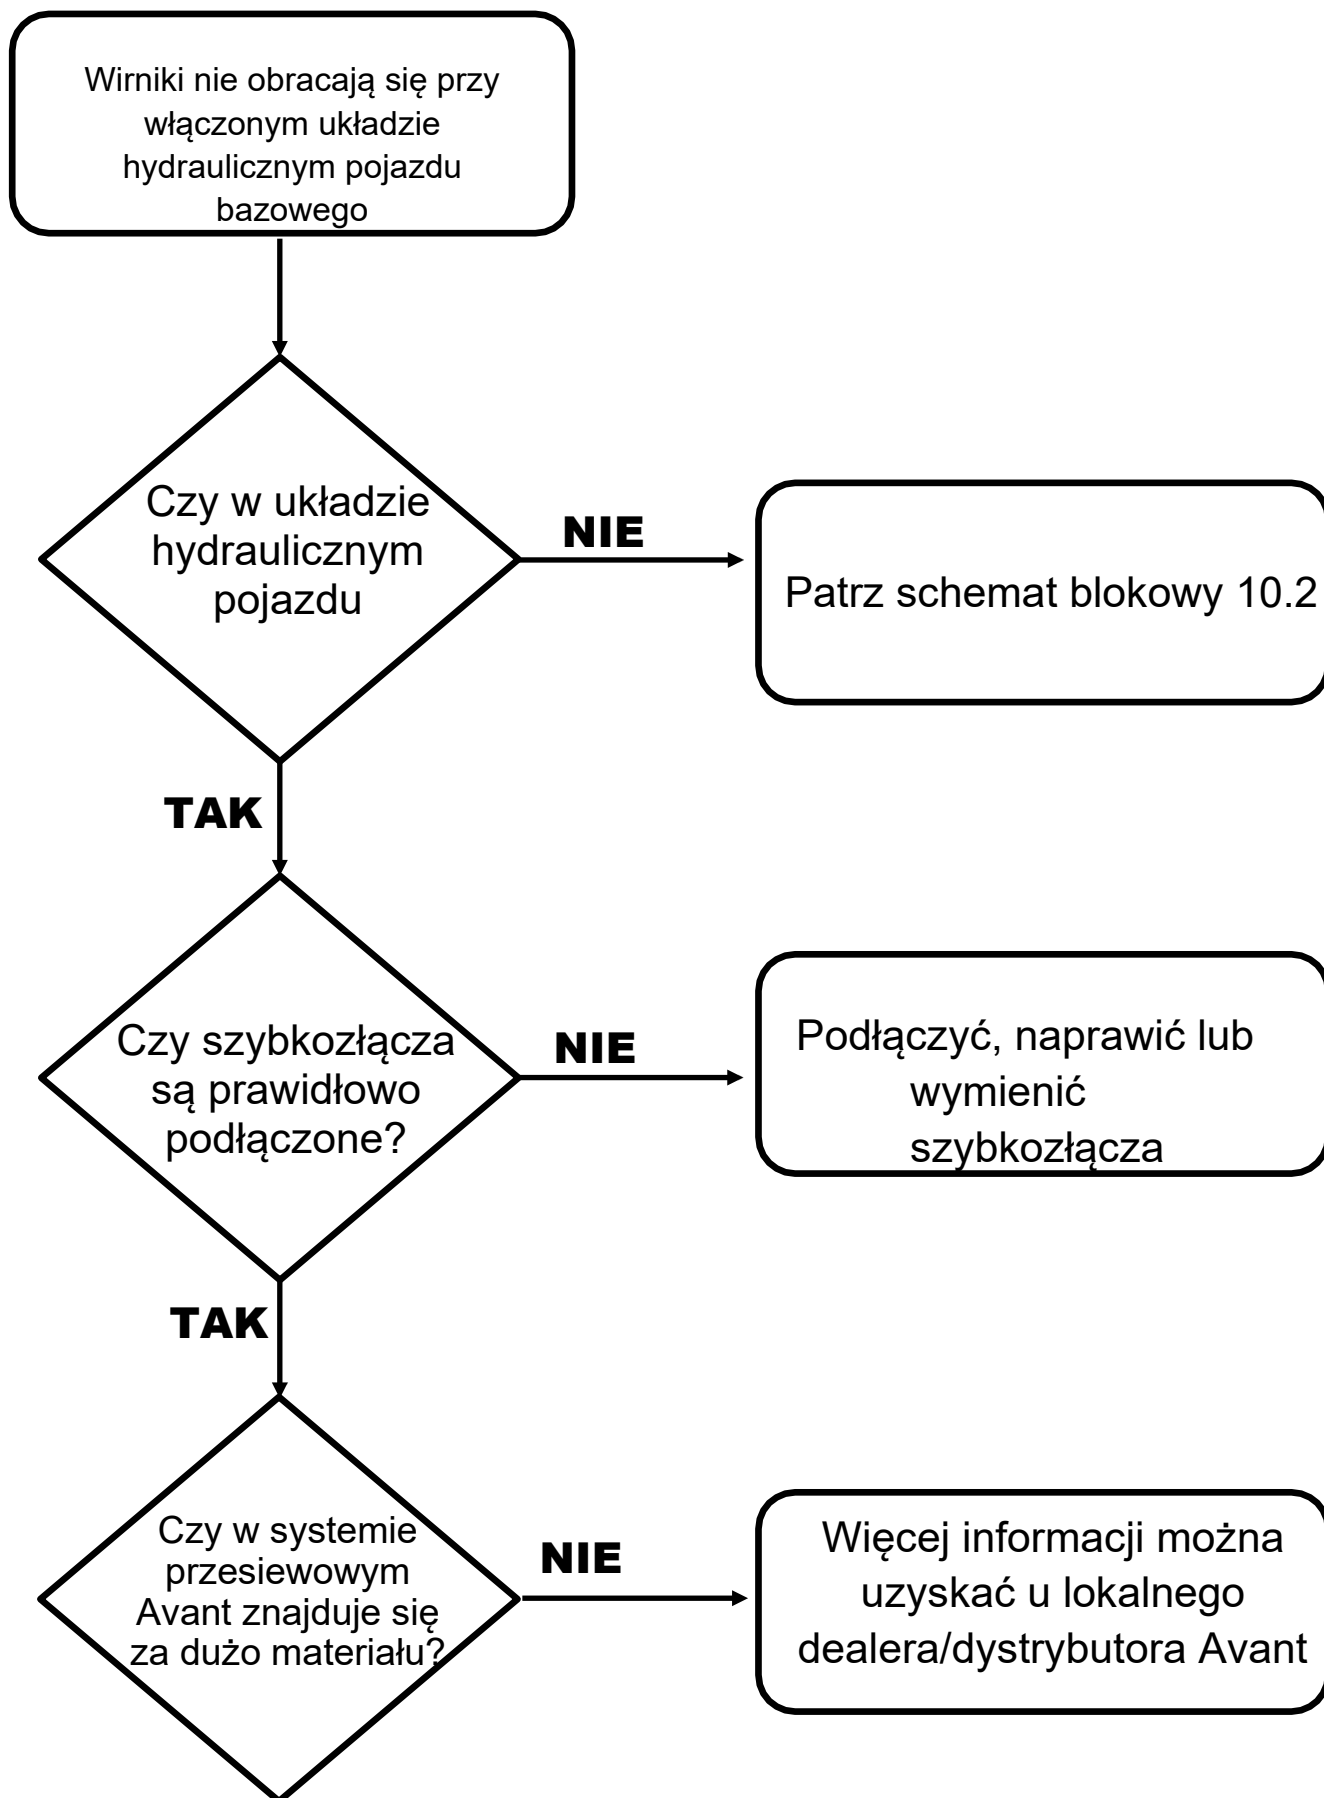 Wirniki nie obracają się przy
włączonym układzie
hydraulicznym pojazdu
bazowego
Czy w układzie
hydraulicznym
pojazdu
NIE
Patrz schemat blokowy 10.2
TAK
Czy szybkozłącza
są prawidłowo
podłączone?
NIE
Podłączyć, naprawić lub
wymienić
szybkozłącza
TAK
Czy w systemie
przesiewowym
Avant znajduje się
za dużo materiału?
NIE
Więcej informacji można
uzyskać u lokalnego
dealera/dystrybutora Avant